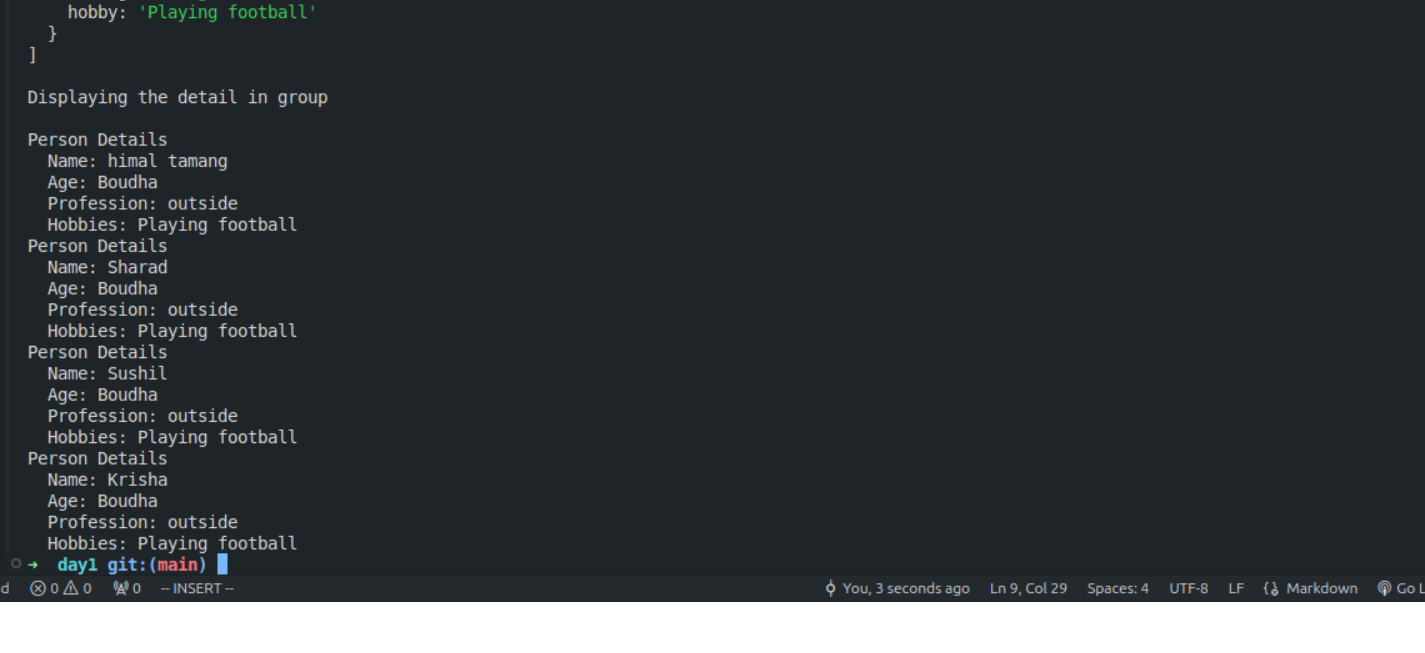 hobby: 'Playing football'
}
]
Displaying the detail in group
Person Details
Name: himal tamang
Age: Boudha
Profession: outside
Hobbies: Playing football
Person Details
Name: Sharad
Age: Boudha
Profession: outside
Hobbies: Playing football
Person Details
Name: Sushil
Age: Boudha
Profession: outside
Hobbies: Playing football
Person Details
Name: Krisha
Age: Boudha
Profession: outside
Hobbies: Playing football
→ day1 git:(main)
d 0 0 0 -- INSERT -- You, 3 seconds ago Ln 9, Col 29 Spaces: 4 UTF-8 LF Markdown Go L